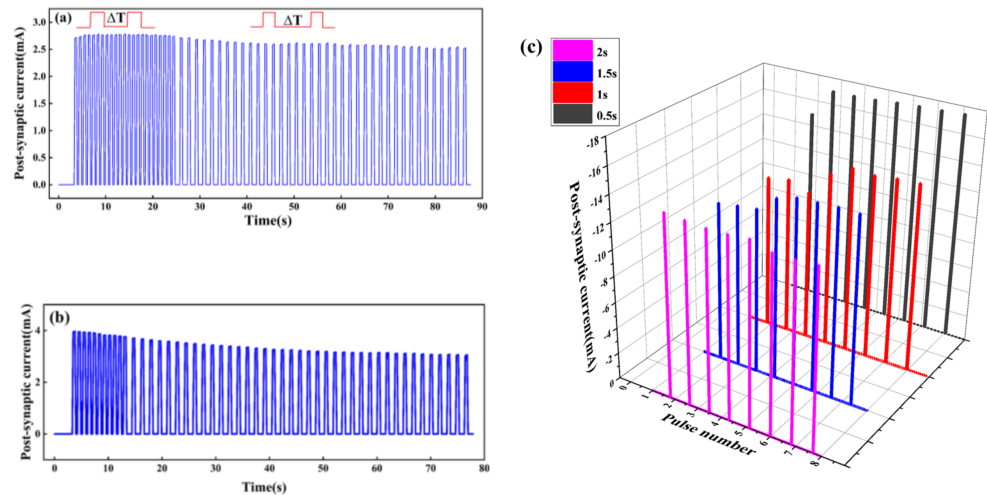 (a)
ΔT
ΔT
3.0
2.5
2.0
1.5
1.0
0.5
0.0
Post-synaptic current(mA)
0 10 20 30 40 50 60 70 80 90
Time(s)
(b)
4
2
0
Post-synaptic current(mA)
0 10 20 30 40 50 60 70 80
Time(s)
(c)
2s
1.5s
1s
0.5s
-18
-16
-14
-12
-10
-8
-6
-4
-2
0
Post-synaptic current(mA)
0 1 2 3 4 5 6 7 8
Pulse number